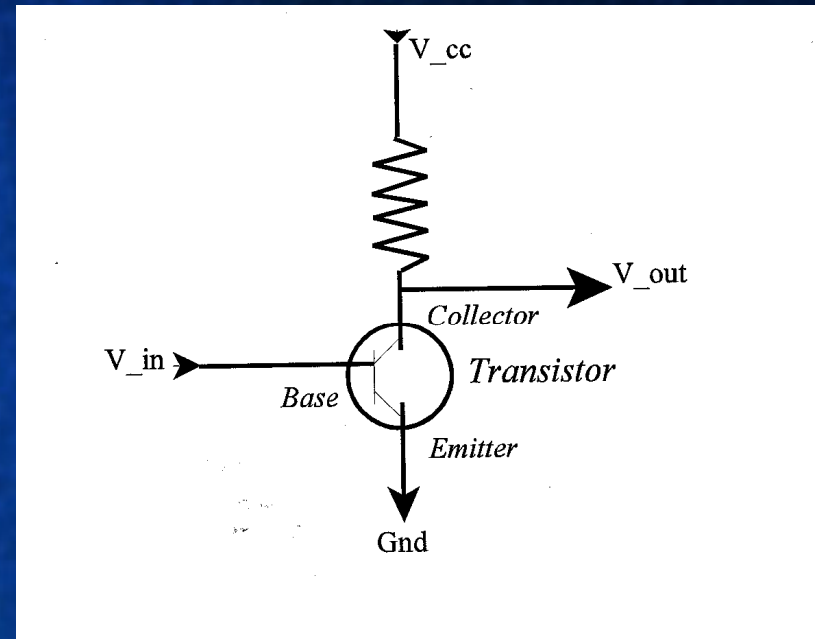 V_cc
V_out
Collector
V_in
Transistor
Base
Emitter
Gnd